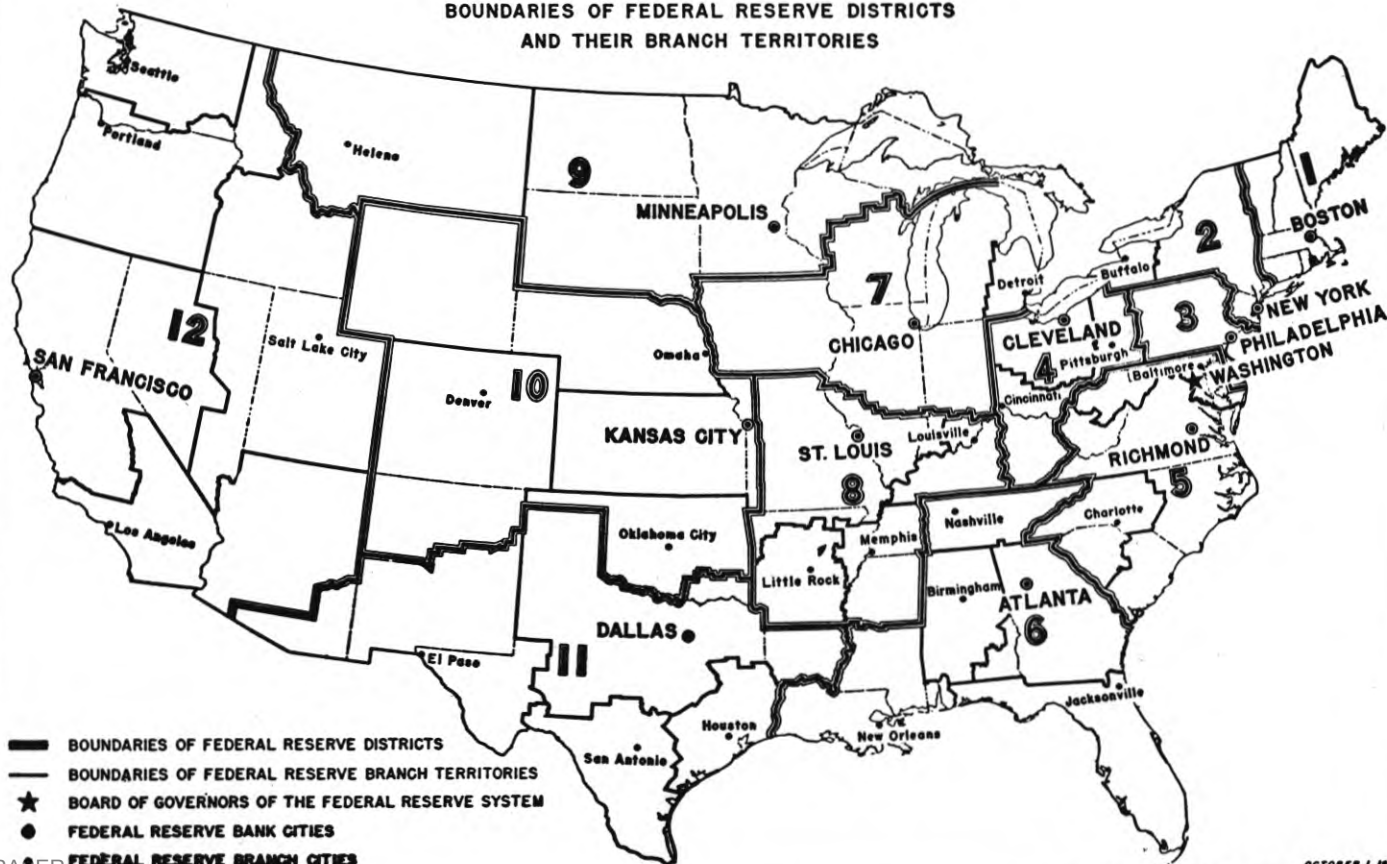 BOUNDARIES OF FEDERAL RESERVE DISTRICTS
AND THEIR BRANCH TERRITORIES
Seattle
Portland
Helena
9
MINNEAPOLIS
1
BOSTON
2
Buffalo
Detroit
7
CHICAGO
3
NEW YORK
PHILADELPHIA
WASHINGTON
CLEVELAND
4
Pittsburgh
Baltimore
Cincinnati
12
SAN FRANCISCO
Salt Lake City
Omaha
10
Denver
KANSAS CITY
ST. LOUIS
Louisville
8
RICHMOND
5
Los Angeles
Oklahoma City
Memphis
Nashville
Charlotte
Little Rock
Birmingham
ATLANTA
6
DALLAS
11
El Paso
Jacksonville
Houston
New Orleans
San Antonio
BOUNDARIES OF FEDERAL RESERVE DISTRICTS
BOUNDARIES OF FEDERAL RESERVE BRANCH TERRITORIES
BOARD OF GOVERNORS OF THE FEDERAL RESERVE SYSTEM
FEDERAL RESERVE BANK CITIES
FEDERAL RESERVE BRANCH CITIES
OCTOBER 1,